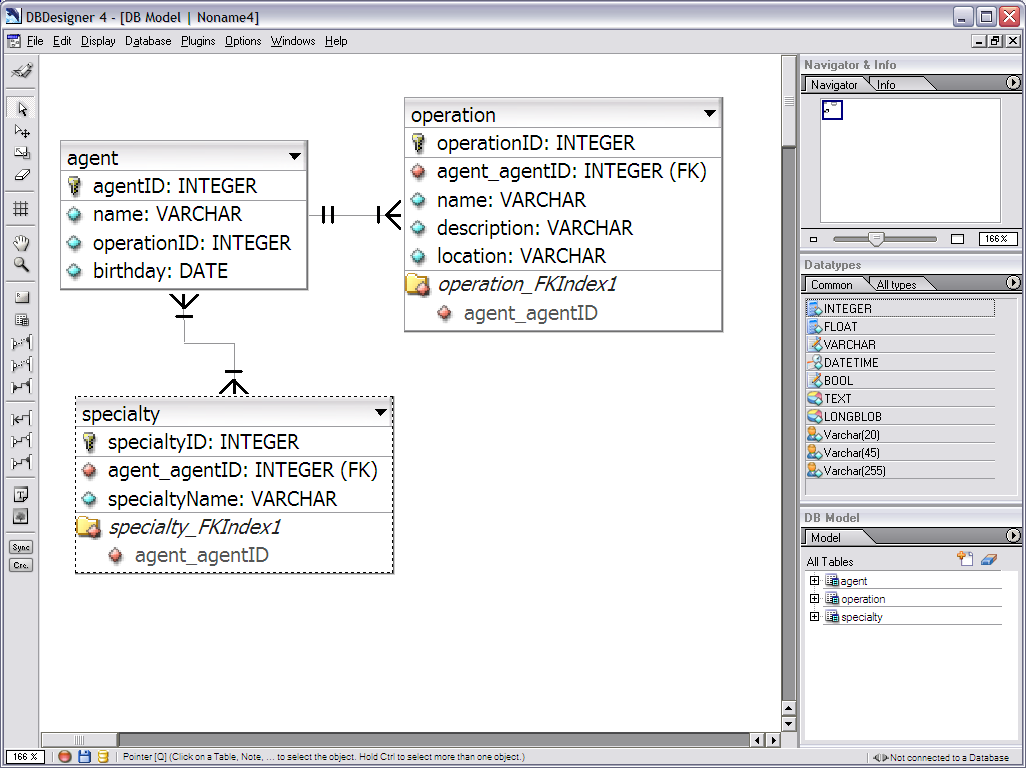 DBDesigner 4 - [DB Model | Noname4]
File Edit Display Database Plugins Options Windows Help
agent
agentID: INTEGER
name: VARCHAR
operationID: INTEGER
birthday: DATE
operation
operationID: INTEGER
agent_agentID: INTEGER (FK)
name: VARCHAR
description: VARCHAR
location: VARCHAR
operation_FKIndex1
agent_agentID
specialty
specialtyID: INTEGER
agent_agentID: INTEGER (FK)
specialtyName: VARCHAR
specialty_FKIndex1
agent_agentID
Sync
Cre.
Navigator & Info
Navigator Info
166%
Datatypes
Common All types
INTEGER
FLOAT
VARCHAR
DATETIME
BOOL
TEXT
LONGBLOB
Varchar(20)
Varchar(45)
Varchar(255)
DB Model
Model
All Tables
agent
operation
specialty
166 % Pointer [Q] (Click on a Table, Note, ... to select the object. Hold Ctrl to select more than one object.) Not connected to a Database